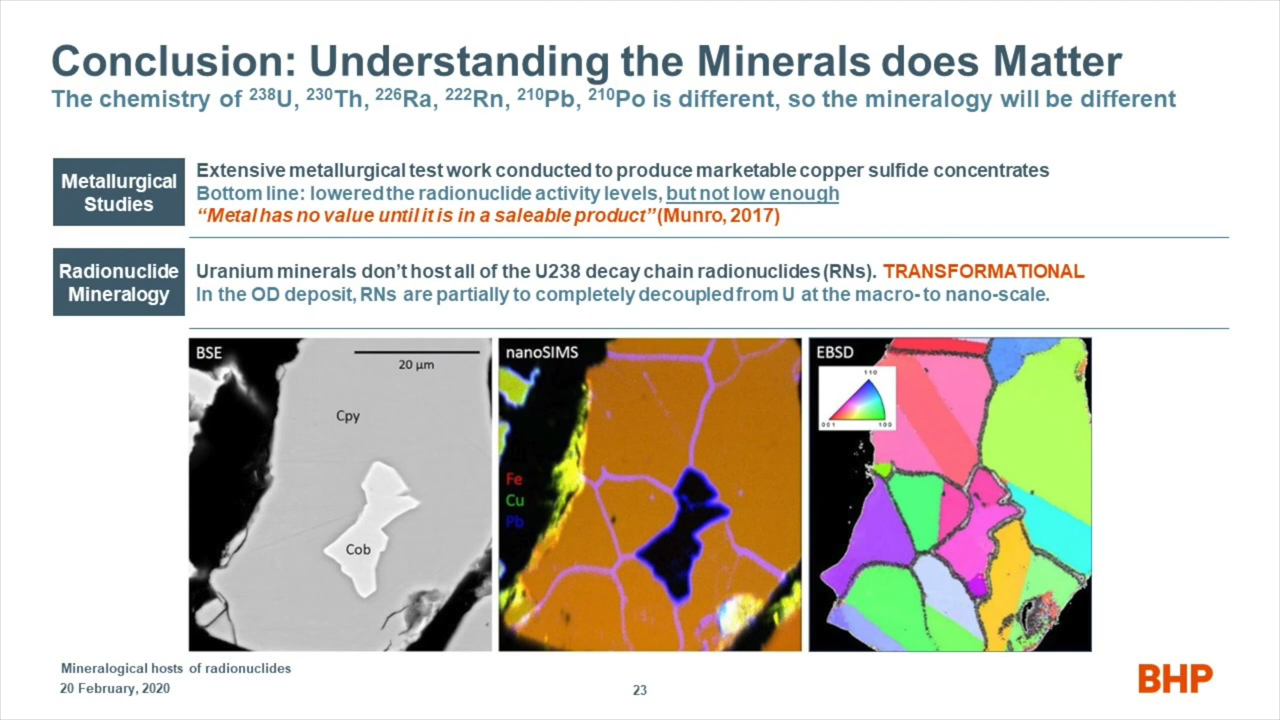 Conclusion: Understanding the Minerals does Matter
The chemistry of ²³⁸U, ²³⁰Th, ²²⁶Ra, ²²²Rn, ²¹⁰Pb, ²¹⁰Po is different, so the mineralogy will be different
Metallurgical
Studies
Extensive metallurgical test work conducted to produce marketable copper sulfide concentrates
Bottom line: lowered the radionuclide activity levels, but not low enough
“Metal has no value until it is in a saleable product” (Munro, 2017)
Radionuclide
Mineralogy
Uranium minerals don’t host all of the U238 decay chain radionuclides (RNs). TRANSFORMATIONAL
In the OD deposit, RNs are partially to completely decoupled from U at the macro- to nano-scale.
BSE
20 µm
Cpy
Cob
nanoSIMS
Fe
Cu
Pb
EBSD
110
001
100
Mineralogical hosts of radionuclides
20 February, 2020
23
BHP